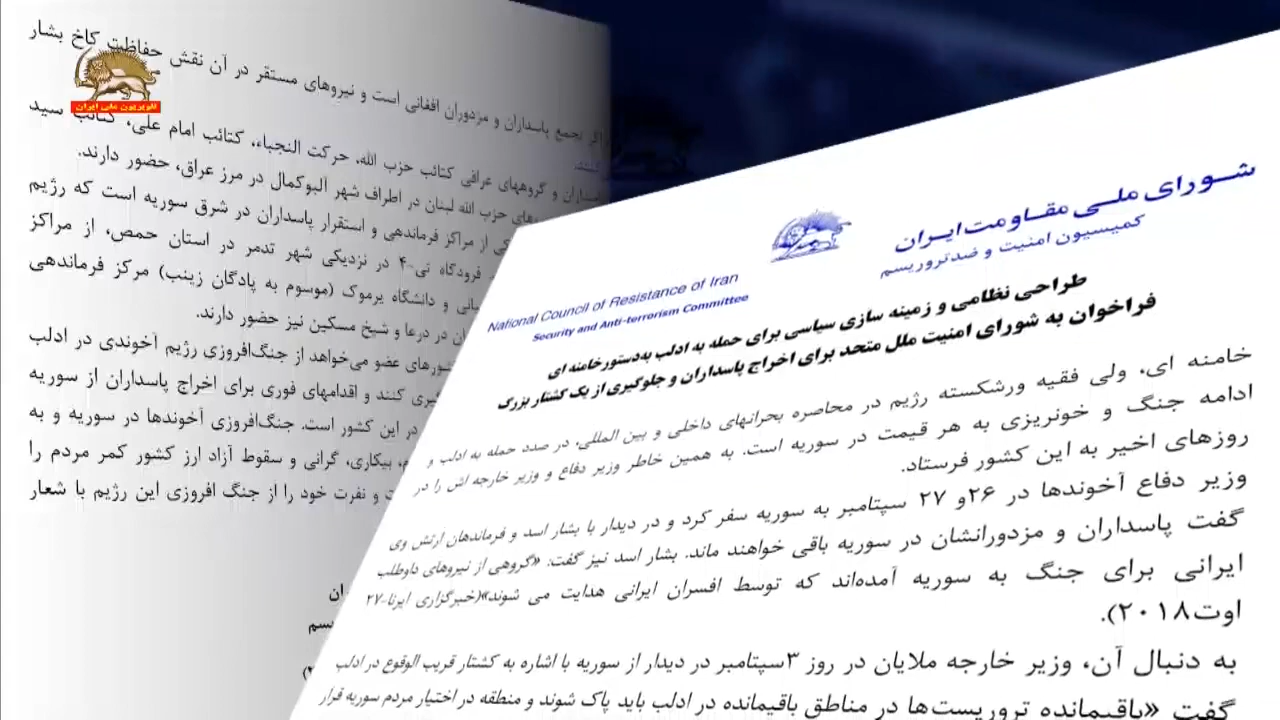 شورای ملی مقاومت ایران
کمیسیون امنیت و ضدتروریسم
National Council of Resistance of Iran
Security and Anti-terrorism Committee
طراحی نظامی و زمینه سازی سیاسی برای حمله به ادلب به‌دستورخامنه ای
فراخوان به شورای امنیت ملل متحد برای اخراج پاسداران و جلوگیری از یک کشتار بزرگ
خامنه ای، ولی فقیه ورشکسته رژیم در محاصره بحرانهای داخلی و بین المللی، در صدد حمله به ادلب و
ادامه جنگ و خونریزی به هر قیمت در سوریه است. به همین خاطر وزیر دفاع و وزیر خارجه اش را در
روزهای اخیر به این کشور فرستاد.
وزیر دفاع آخوندها در ۲۶و ۲۷ سپتامبر به سوریه سفر کرد و در دیدار با بشار اسد و فرماندهان ارتش وی
گفت پاسداران و مزدورانشان در سوریه باقی خواهند ماند. بشار اسد نیز گفت: «گروهی از نیروهای داوطلب
ایرانی برای جنگ به سوریه آمده‌اند که توسط افسران ایرانی هدایت می شوند»(خبرگزاری ایرنا-۲۷
اوت۲۰۱۸).
به دنبال آن، وزیر خارجه ملایان در روز ۳سپتامبر در دیدار از سوریه با اشاره به کشتار قریب الوقوع در ادلب
گفت «باقیمانده تروریست‌ها در مناطق باقیمانده در ادلب باید پاک شوند و منطقه در اختیار مردم سوریه قرار
تلویزیون ملی ایران
تجمع پاسداران و مزدوران افغانی است و نیروهای مستقر در آن نقش حفاظت کاخ بشار
و گروههای عراقی کتائب حزب الله، حرکت النجباء، کتائب امام علی، کتائب سید
حزب الله لبنان در اطراف شهر آلبوکمال در مرز عراق، حضور دارند.
از مراکز فرماندهی و استقرار پاسداران در شرق سوریه است که رژیم
فرودگاه تی-۴ در نزدیکی شهر تدمر در استان حمص، از مراکز
و دانشگاه یرموک (موسوم به پادگان زینب) مرکز فرماندهی
در درعا و شیخ مسکین نیز حضور دارند.
عضو می‌خواهد از جنگ‌افروزی رژیم آخوندی در ادلب
کنند و اقدامهای فوری برای اخراج پاسداران از سوریه
در این کشور است. جنگ‌افروزی آخوندها در سوریه و به
بیکاری، گرانی و سقوط آزاد ارز کشور کمر مردم را
و نفرت خود را از جنگ افروزی این رژیم با شعار